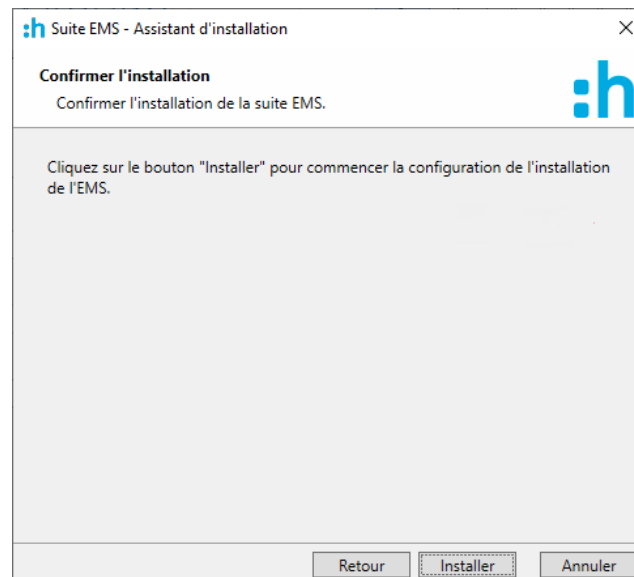 :h Suite EMS - Assistant d'installation
Confirmer l'installation
Confirmer l'installation de la suite EMS.
:h
Cliquez sur le bouton "Installer" pour commencer la configuration de l'installation
de l'EMS.
Retour
Installer
Annuler